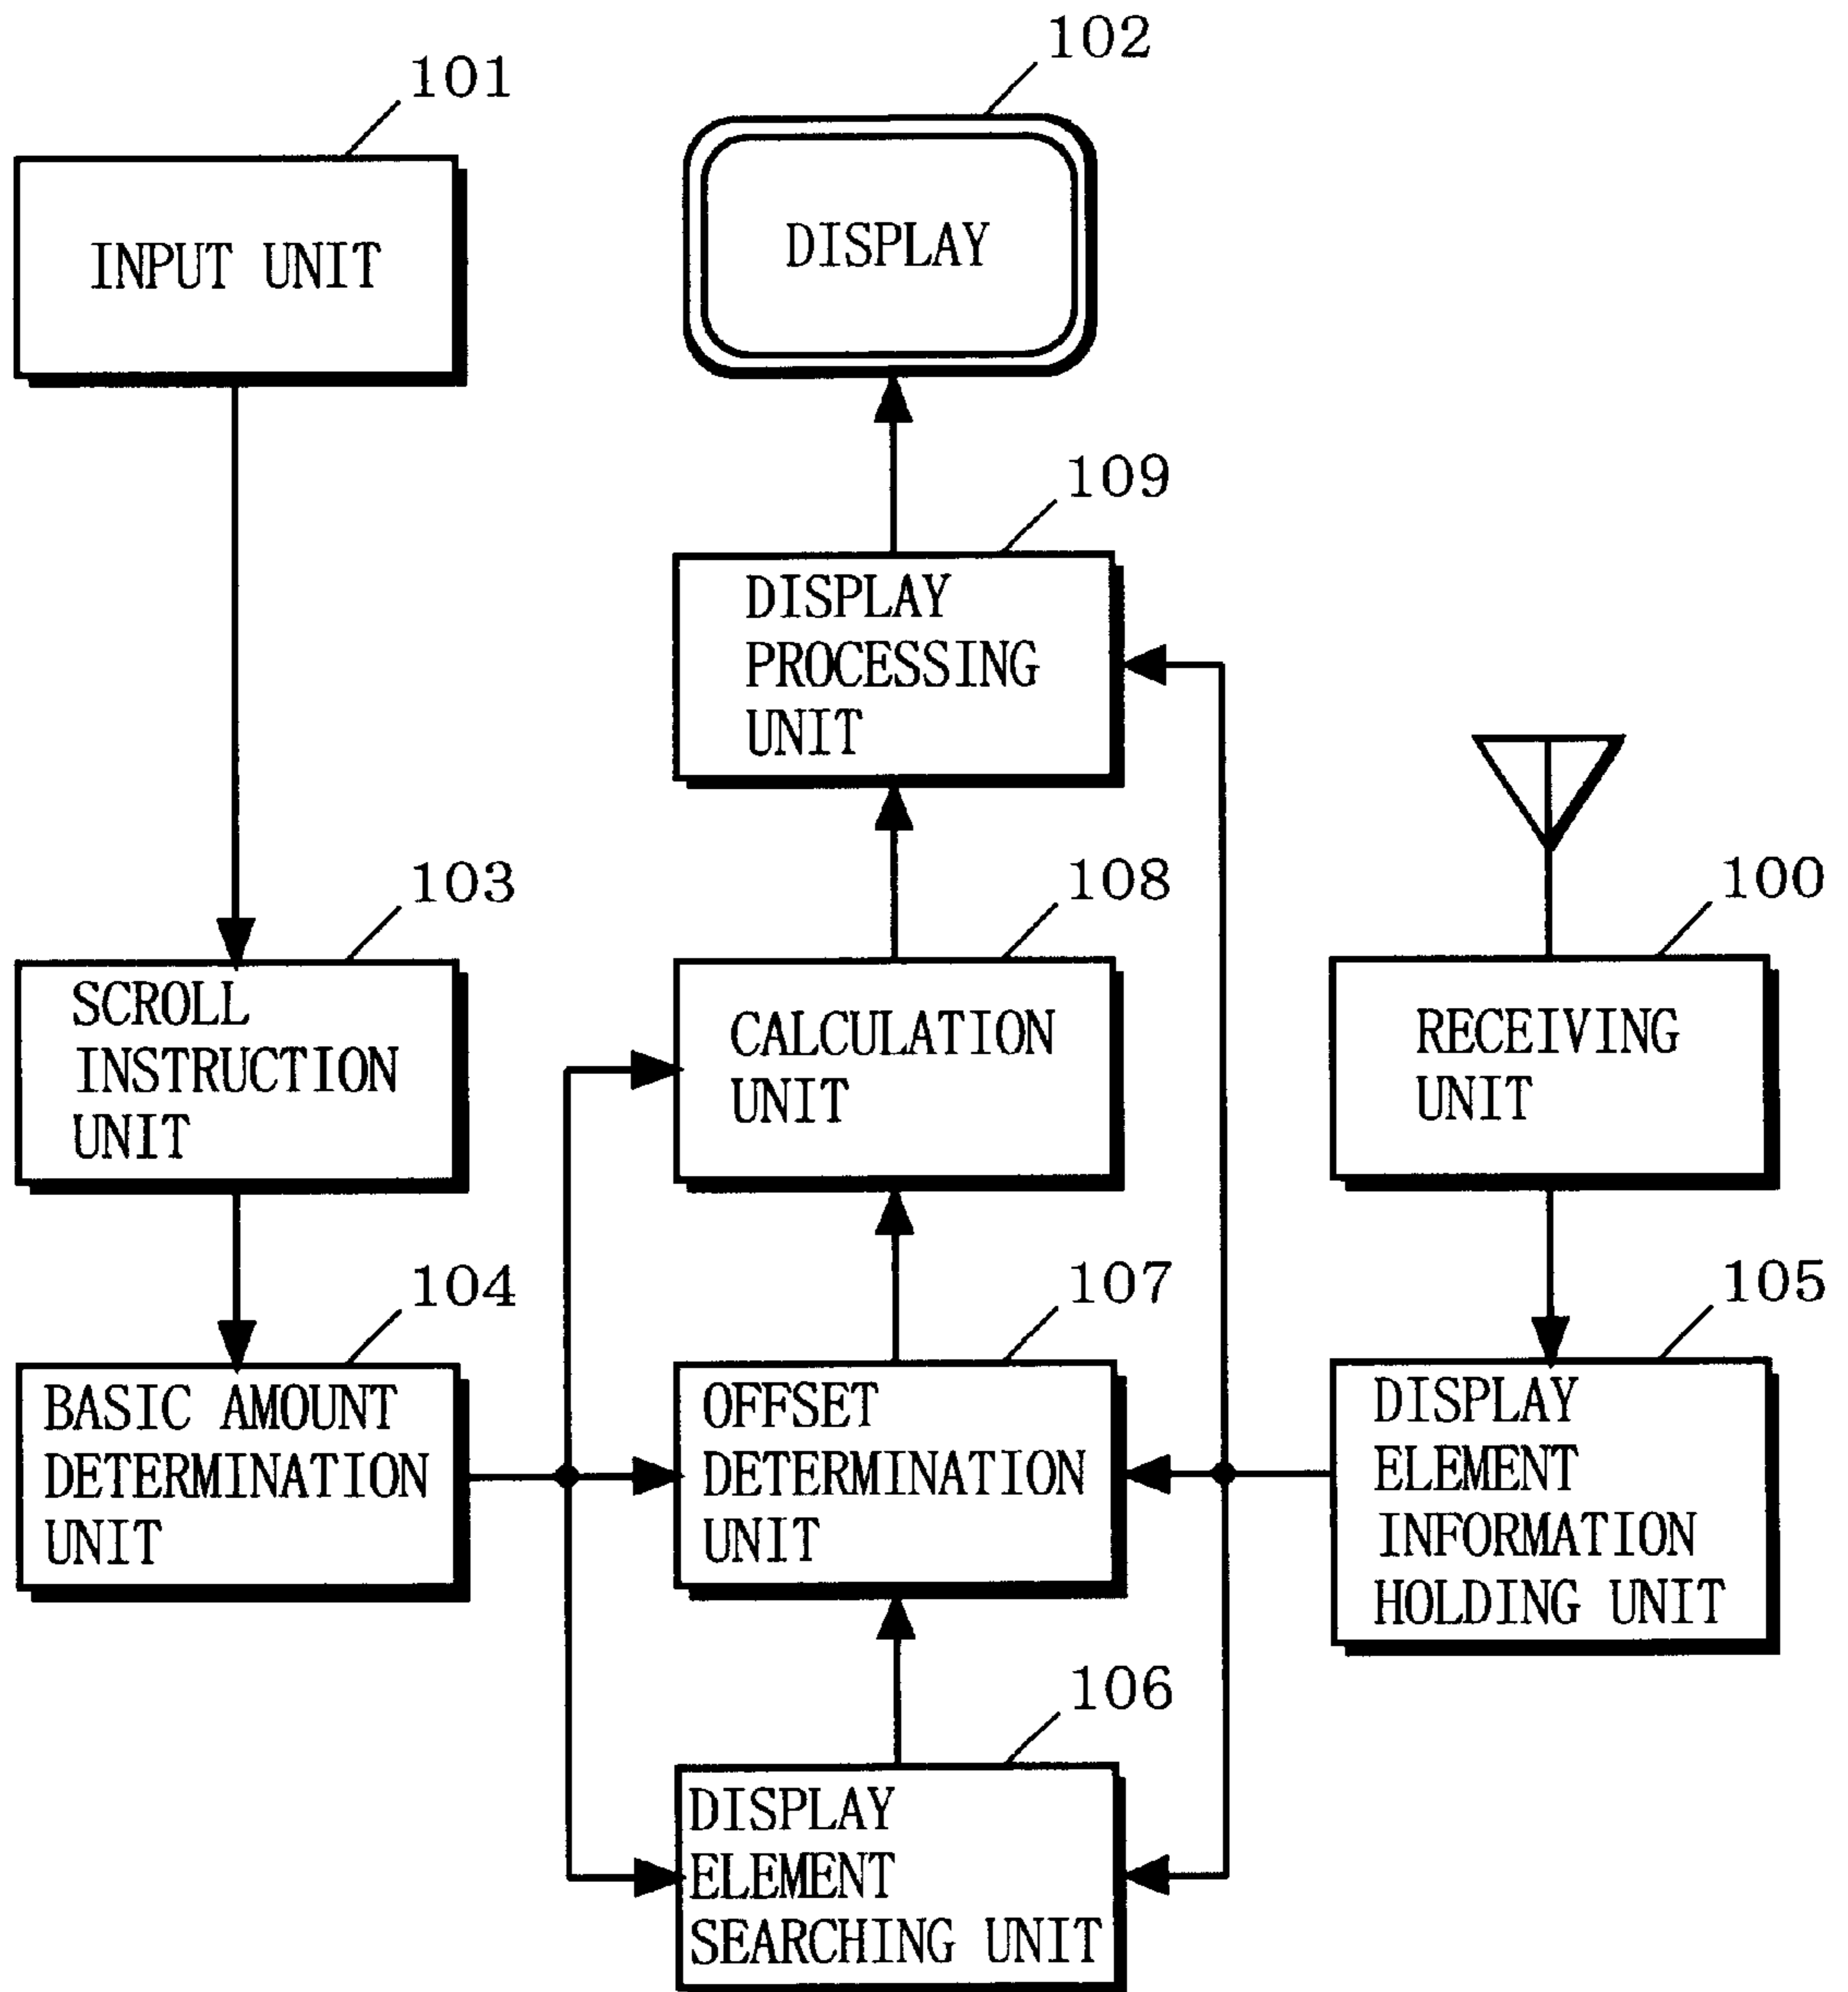 102
101
INPUT UNIT
DISPLAY
109
DISPLAY
PROCESSING
UNIT
103
SCROLL
INSTRUCTION
UNIT
108
CALCULATION
UNIT
100
RECEIVING
UNIT
104
BASIC AMOUNT
DETERMINATION
UNIT
107
OFFSET
DETERMINATION
UNIT
105
DISPLAY
ELEMENT
INFORMATION
HOLDING UNIT
106
DISPLAY
ELEMENT
SEARCHING UNIT